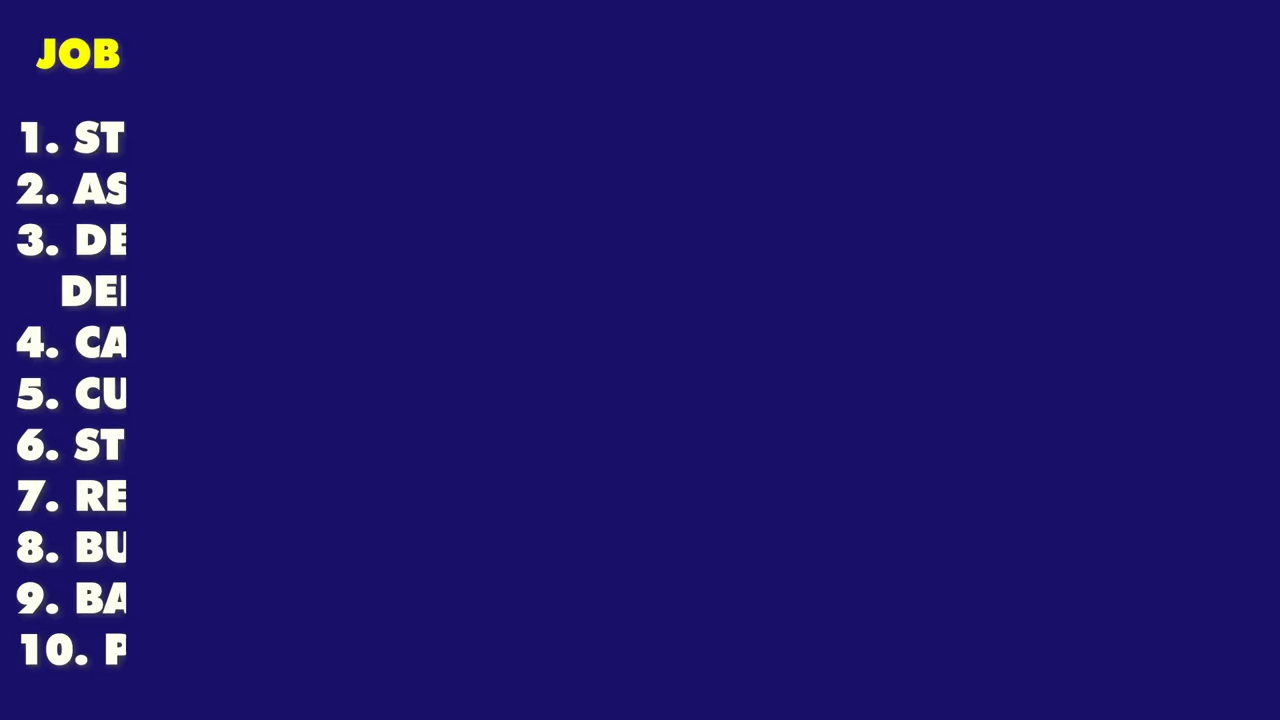 JOB
1. ST
2. AS
3. DE
DE
4. CA
5. CU
6. ST
7. RE
8. BU
9. BA
10. P